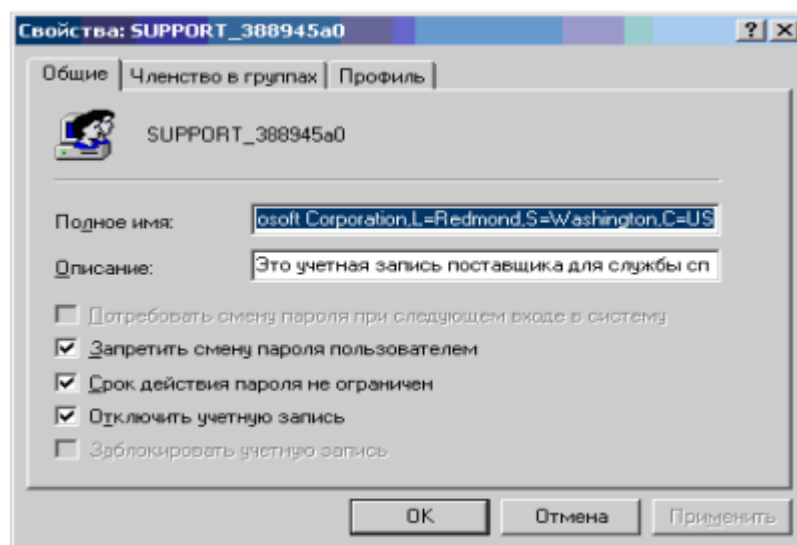 Свойства: SUPPORT_388945a0
Общие Членство в группах Профиль
SUPPORT_388945a0
Полное имя: osoft Corporation,L=Redmond,S=Washington,C=US
Описание: Это учетная запись поставщика для службы сп
Потребовать смену пароля при следующем входе в систему
Запретить смену пароля пользователем
Срок действия пароля не ограничен
Отключить учетную запись
Заблокировать учетную запись
OK Отмена Применить